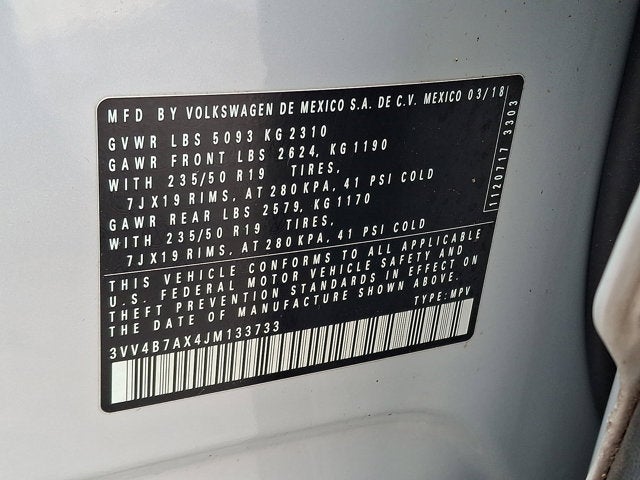 MFD BY VOLKSWAGEN DE MEXICO S.A. DE C.V. MEXICO 03/18
GVWR LBS 5093 KG 2310
GAWR FRONT LBS 2624, KG 1190
WITH 235/50 R19 TIRES,
7JX19 RIMS, AT 280 KPA, 41 PSI COLD
GAWR REAR LBS 2579, KG 1170
WITH 235/50 R19 TIRES,
7JX19 RIMS, AT 280 KPA, 41 PSI COLD
THIS VEHICLE CONFORMS TO ALL APPLICABLE
U.S. FEDERAL MOTOR VEHICLE SAFETY AND
THEFT PREVENTION STANDARDS IN EFFECT ON
THE DATE OF MANUFACTURE SHOWN ABOVE.
3VV4B7AX4JM133733 TYPE: MPV
1120717 3303